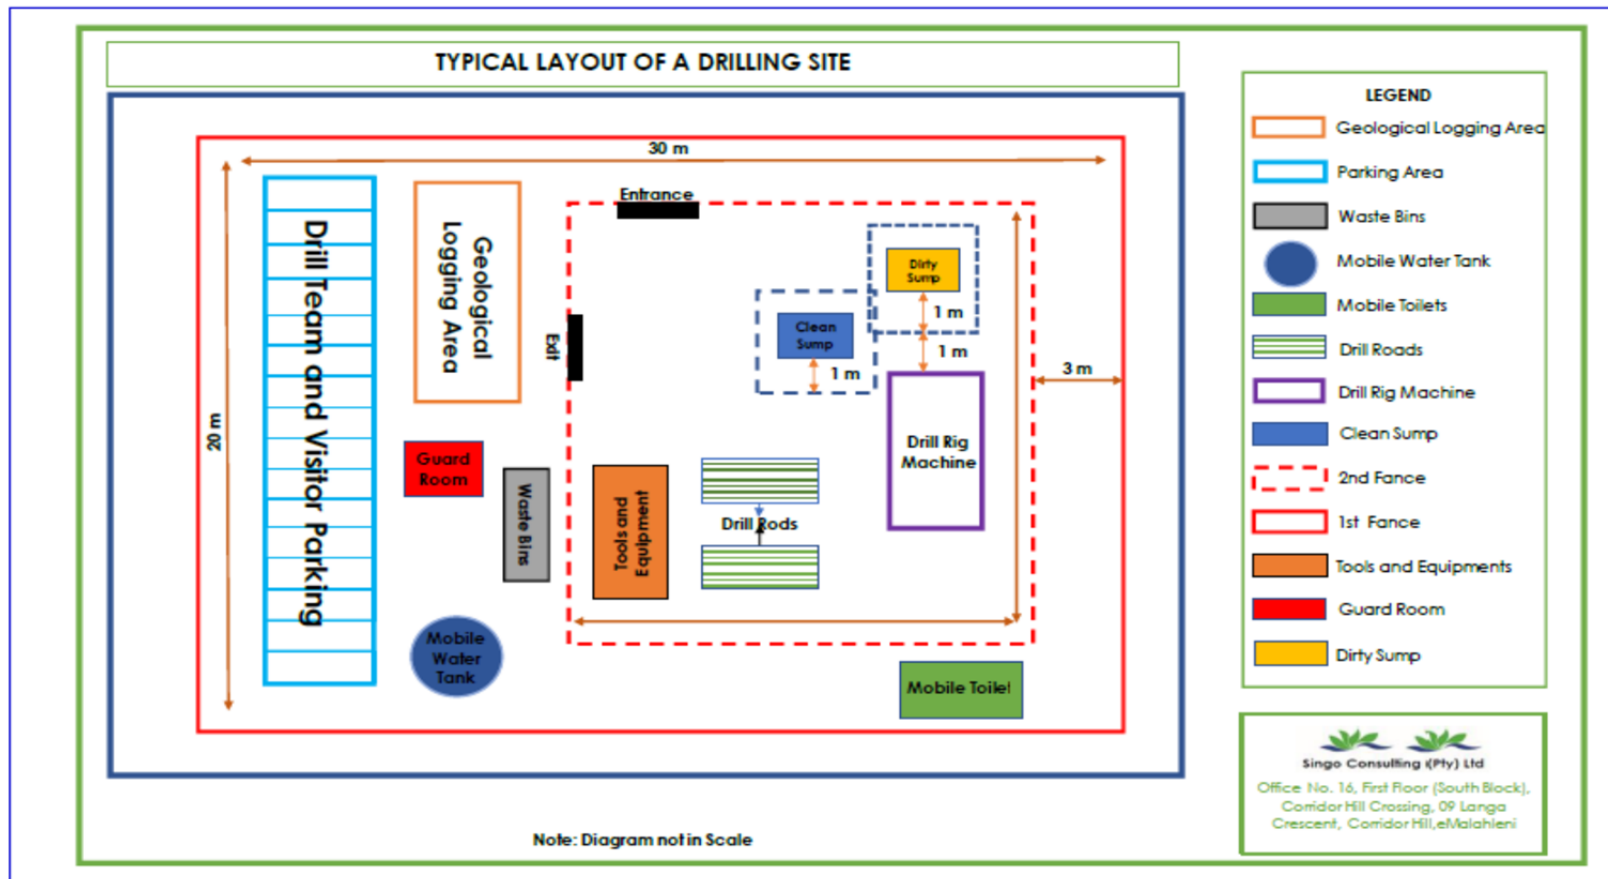 TYPICAL LAYOUT OF A DRILLING SITE
30 m
20 m
Drill Team and Visitor Parking
Geological
Logging Area
Entrance
Exit
Dirty
Sump
1 m
1 m
Clean
Sump
1 m
3 m
Drill Rig
Machine
Guard
Room
Waste Bins
Tools and
Equipment
Drill Rods
Mobile
Water
Tank
Mobile Toilet
Note: Diagram not in Scale
LEGEND
Geological Logging Area
Parking Area
Waste Bins
Mobile Water Tank
Mobile Toilets
Drill Roads
Drill Rig Machine
Clean Sump
2nd Fance
1st Fance
Tools and Equipments
Guard Room
Dirty Sump
Singo Consulting (Pty) Ltd
Office No. 16, First Floor (South Block),
Corridor Hill Crossing, 09 Langa
Crescent, Corridor Hill,eMalahleni